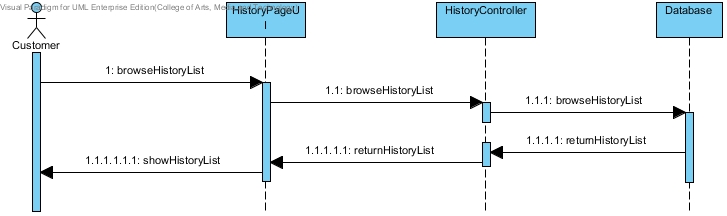 Visual Paradigm for UML Enterprise Edition(College of Arts,
HistoryPageU
HistoryController
Database
Customer
1: browseHistoryList
1.1: browseHistoryList
1.1.1: browseHistoryList
1.1.1.1: returnHistoryList
1.1.1.1.1: returnHistoryList
1.1.1.1.1.1: showHistoryList